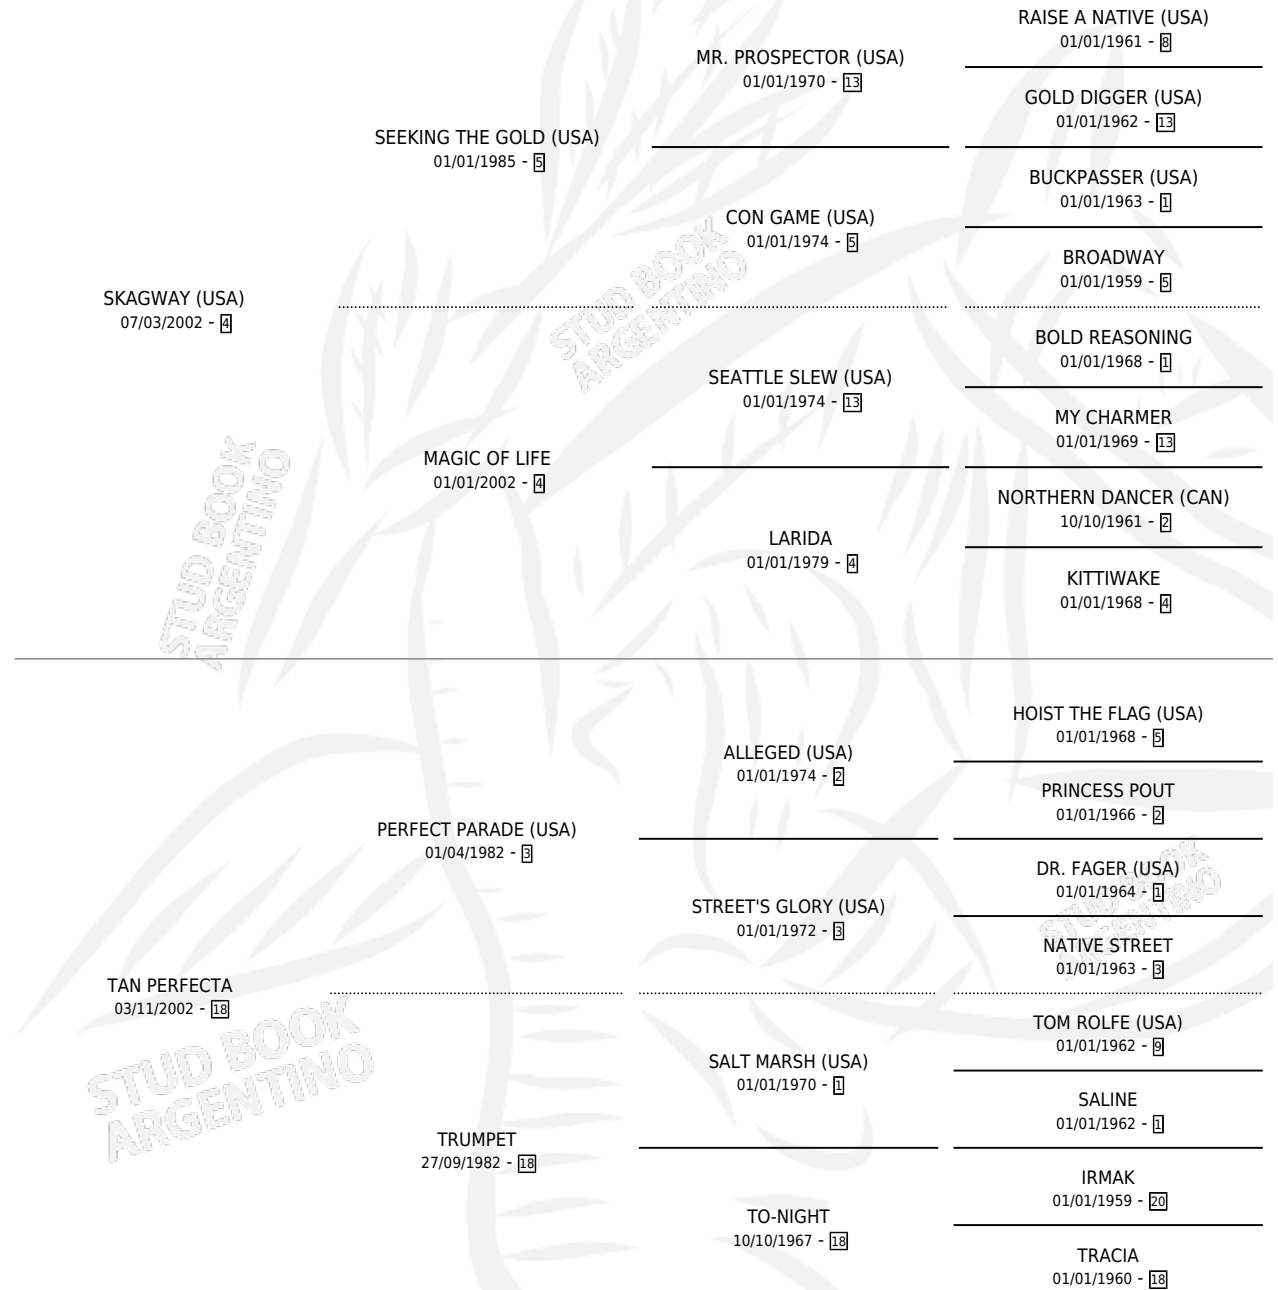 RAISE A NATIVE (USA)
01/01/1961 - 8
MR. PROSPECTOR (USA)
01/01/1970 - 13
GOLD DIGGER (USA)
01/01/1962 - 13
SEEKING THE GOLD (USA)
01/01/1985 - 5
BUCKPASSER (USA)
01/01/1963 - 1
CON GAME (USA)
01/01/1974 - 5
BROADWAY
01/01/1959 - 5
SKAGWAY (USA)
07/03/2002 - 4
STUD BOOK
ARGENTINO
BOLD REASONING
01/01/1968 - 1
SEATTLE SLEW (USA)
01/01/1974 - 13
MY CHARMER
01/01/1969 - 13
MAGIC OF LIFE
01/01/2002 - 4
NORTHERN DANCER (CAN)
10/10/1961 - 2
LARIDA
01/01/1979 - 4
KITTIWAKE
01/01/1968 - 4
STUD BOOK
ARGENTINO
HOIST THE FLAG (USA)
01/01/1968 - 5
ALLEGED (USA)
01/01/1974 - 2
PRINCESS POUT
01/01/1966 - 2
PERFECT PARADE (USA)
01/04/1982 - 3
DR. FAGER (USA)
01/01/1964 - 1
STREET'S GLORY (USA)
01/01/1972 - 3
STUD BOOK
ARGENTINO
NATIVE STREET
01/01/1963 - 3
TAN PERFECTA
03/11/2002 - 18
TOM ROLFE (USA)
01/01/1962 - 9
SALT MARSH (USA)
01/01/1970 - 1
STUD BOOK
ARGENTINO
SALINE
01/01/1962 - 1
TRUMPET
27/09/1982 - 18
IRMAK
01/01/1959 - 20
TO-NIGHT
10/10/1967 - 18
TRACIA
01/01/1960 - 18